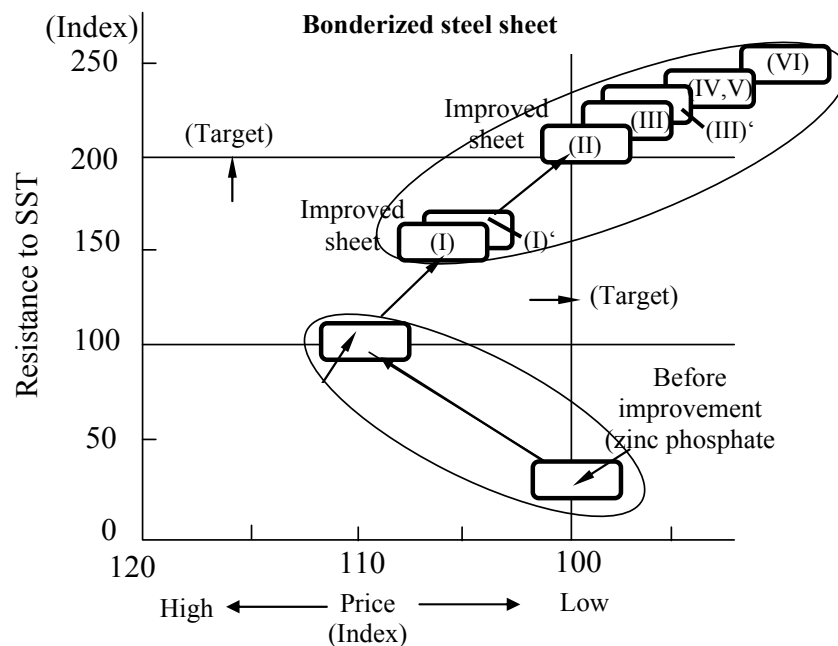 (Index)
Bonderized steel sheet
250
(VI)
(IV,V)
Improved
sheet
(III)
(III)‘
(Target)
(II)
200
Improved
sheet
(I)
(I)‘
150
Resistance to SST
(Target)
100
Before
improvement
(zinc phosphate
50
0
120
110
100
High
Price
(Index)
Low